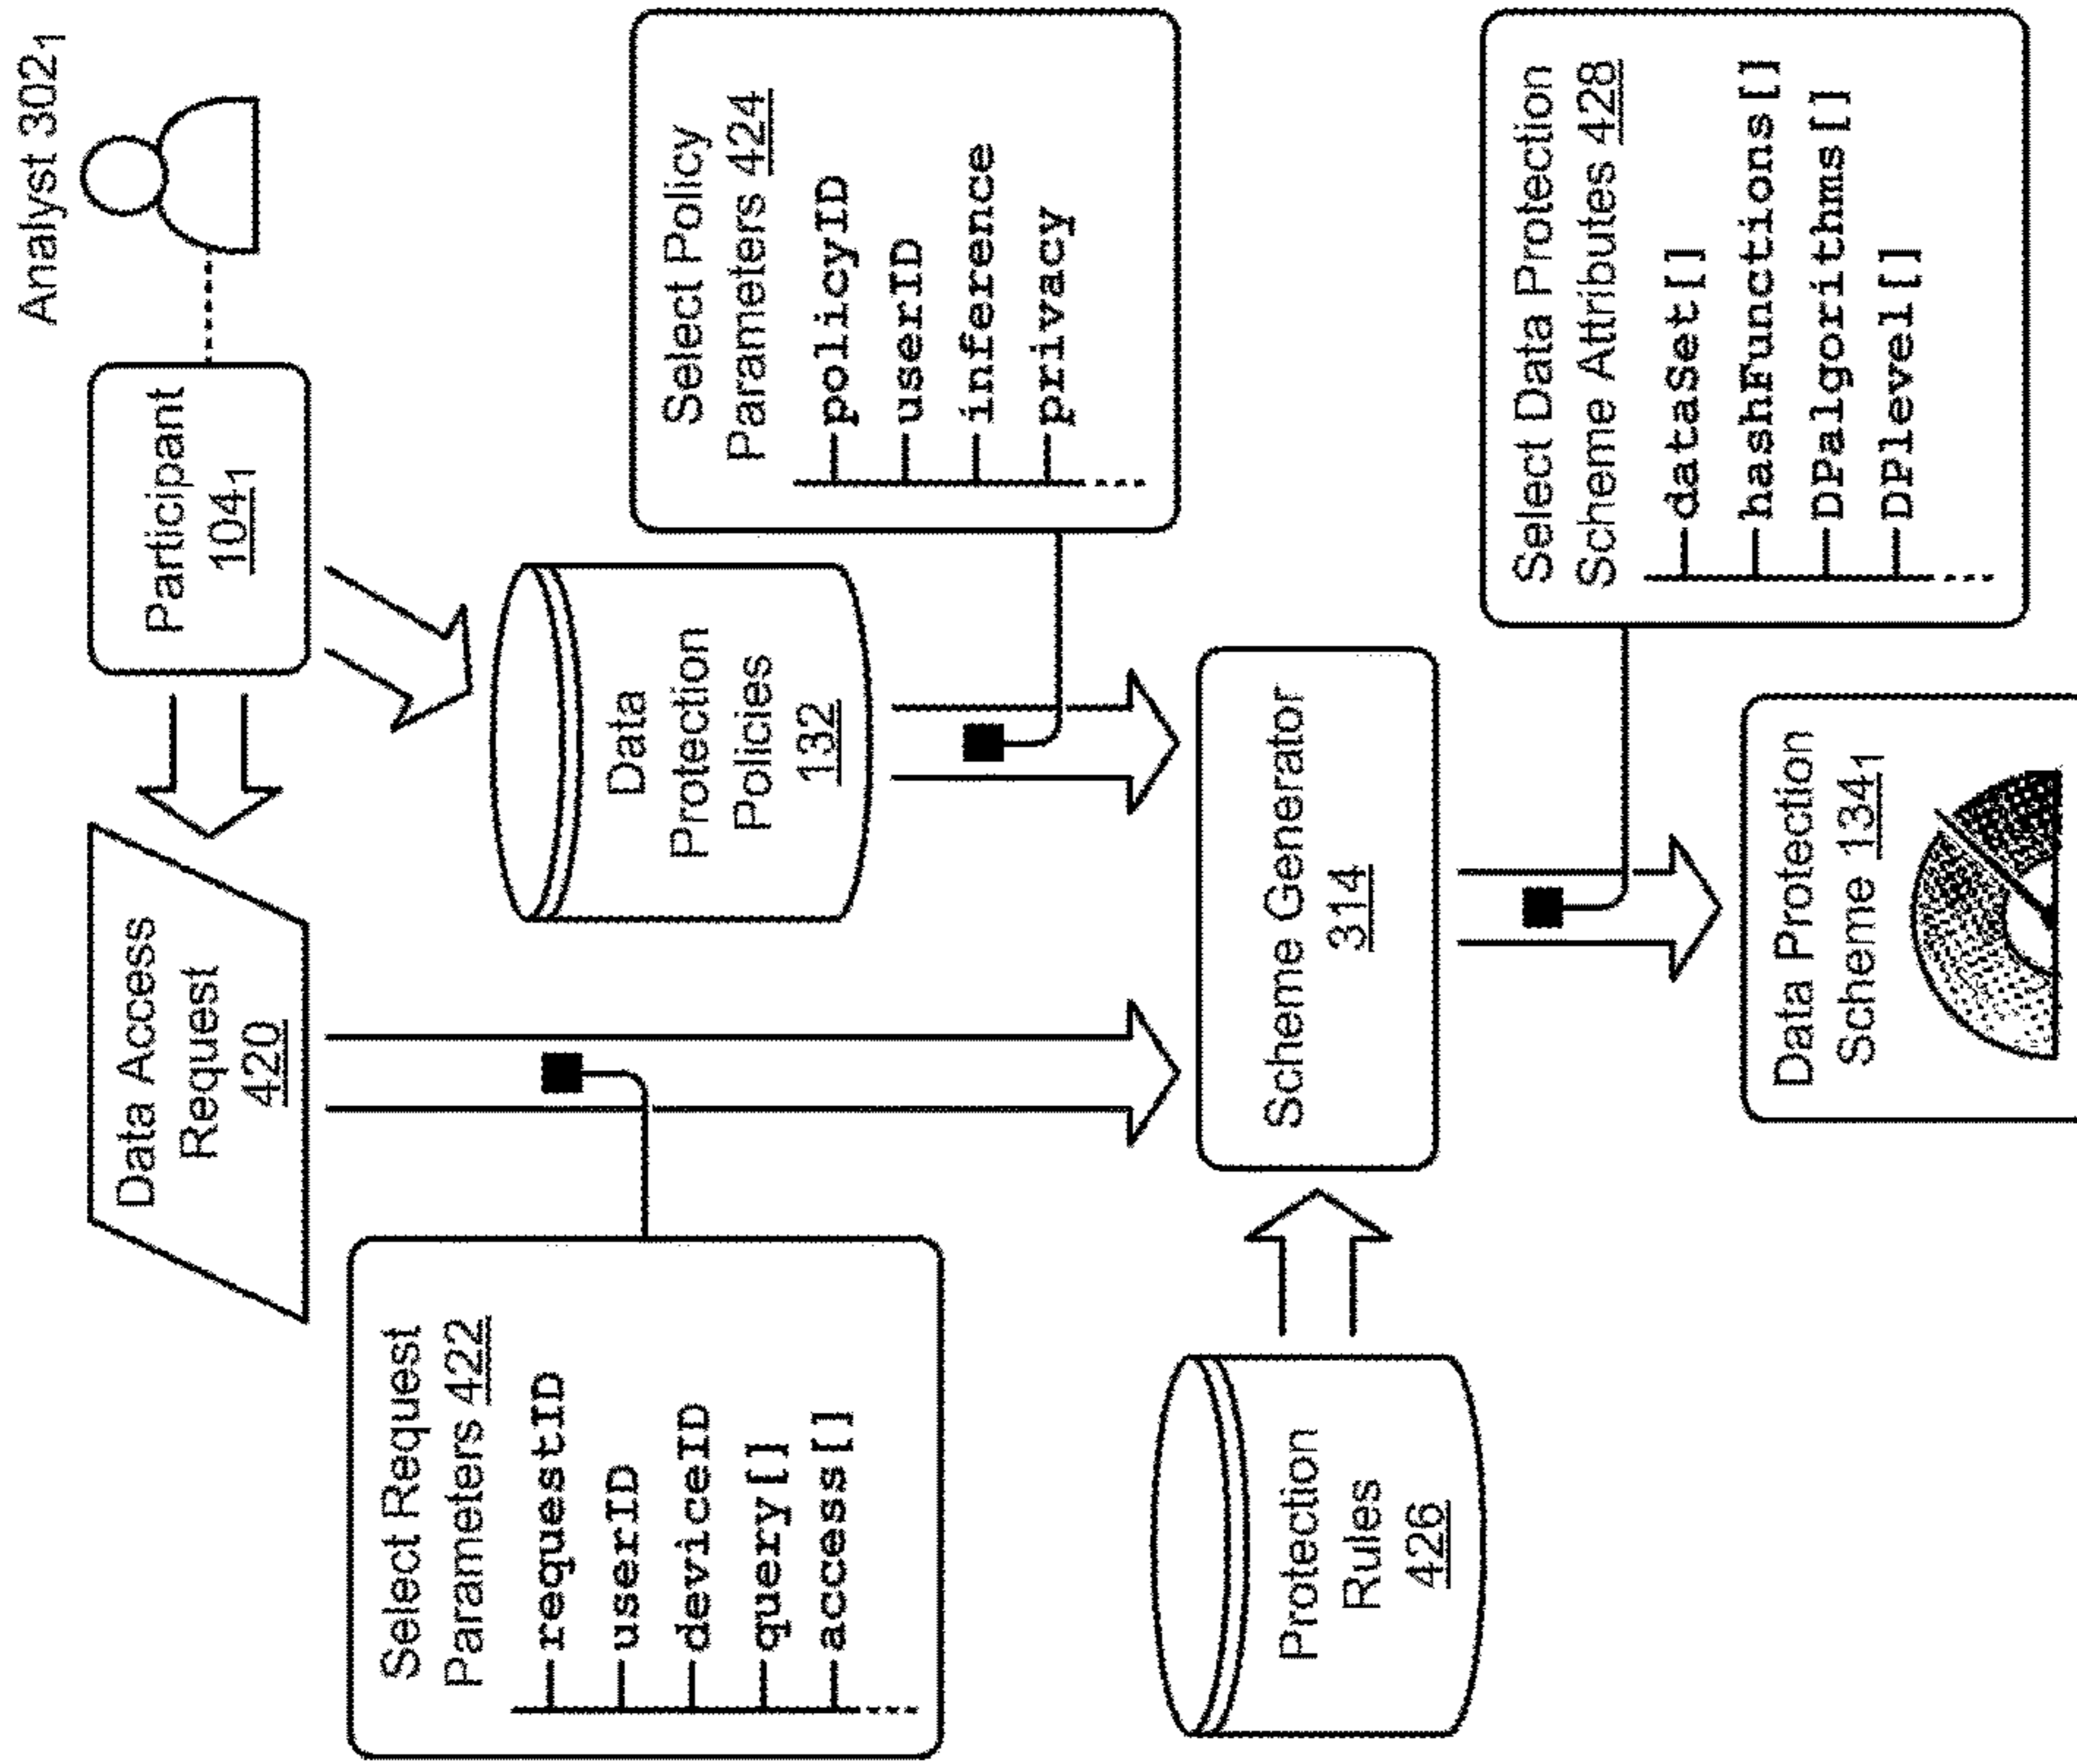 Analyst 302₁
Participant
104₁
Data Access
Request
420
Select Request
Parameters 422
requestID
userID
deviceID
query[]
access[]
Data
Protection
Policies
132
Select Policy
Parameters 424
policyID
userID
inference
privacy
Protection
Rules
426
Scheme Generator
314
Select Data Protection
Scheme Attributes 428
dataSet[]
hashFunctions[]
DPalgorithms[]
DPlevel[]
Data Protection
Scheme 134₁